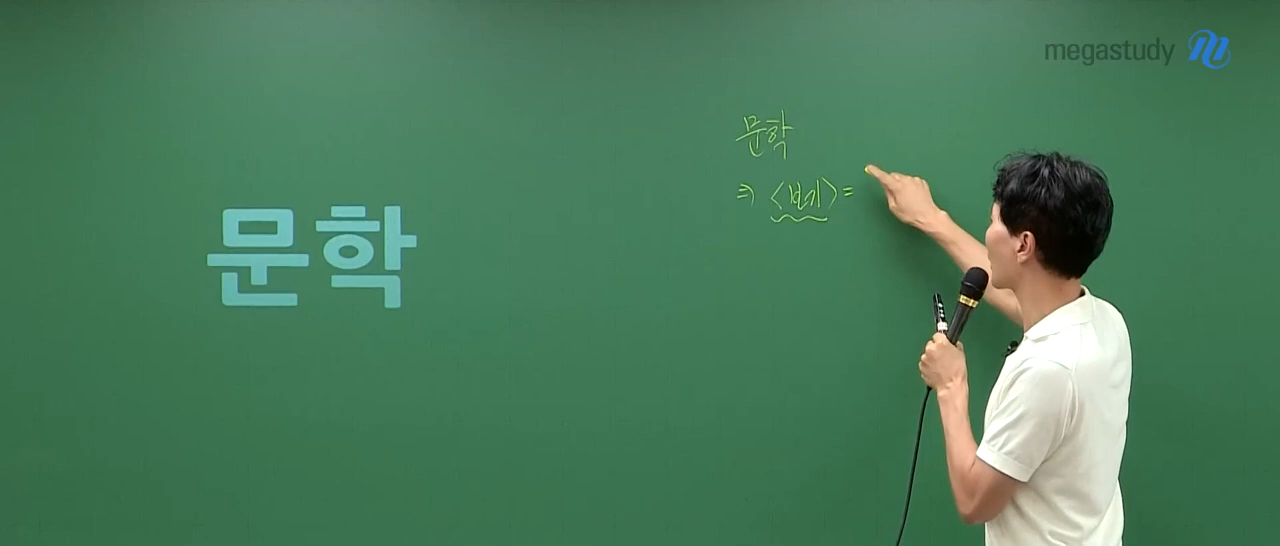 megastudy
문학
문학
⇒ <보기> =